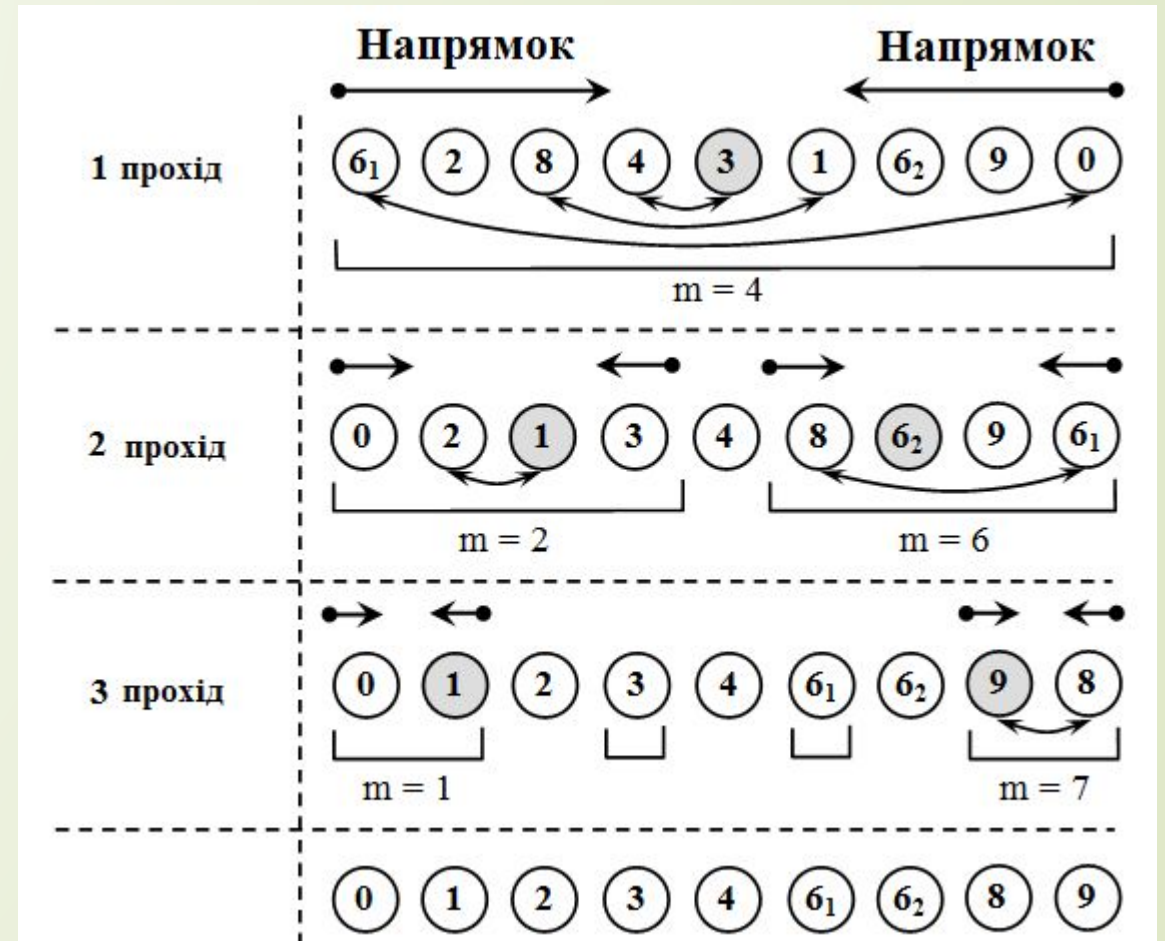 Напрямок Напрямок
1 прохід 6₁ 2 8 4 3 1 6₂ 9 0
m = 4
2 прохід 0 2 1 3 4 8 6₂ 9 6₁
m = 2 m = 6
3 прохід 0 1 2 3 4 6₁ 6₂ 9 8
m = 1 m = 7
0 1 2 3 4 6₁ 6₂ 8 9